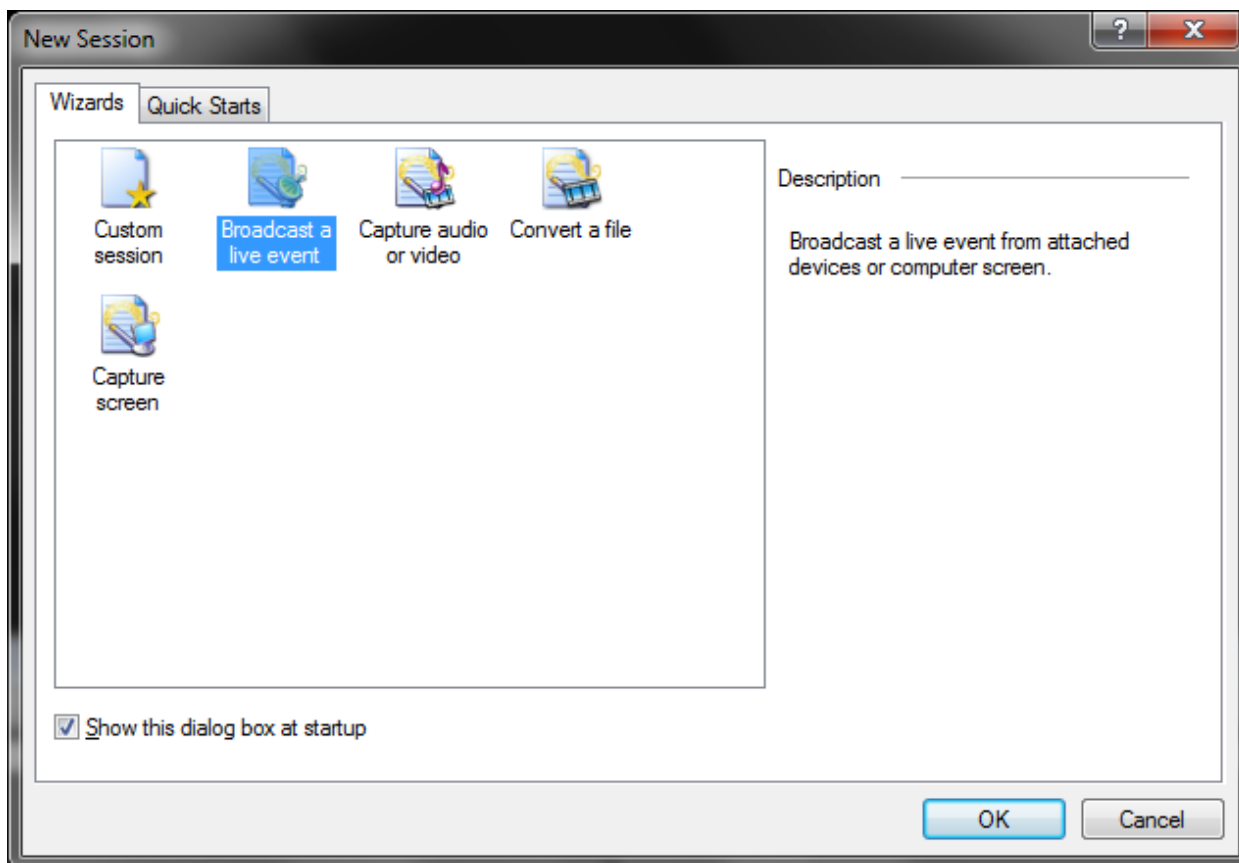 New Session
?
X
Wizards
Quick Starts
Custom
session
Broadcast a
live event
Capture audio
or video
Convert a file
Capture
screen
Description
Broadcast a live event from attached
devices or computer screen.
Show this dialog box at startup
OK
Cancel